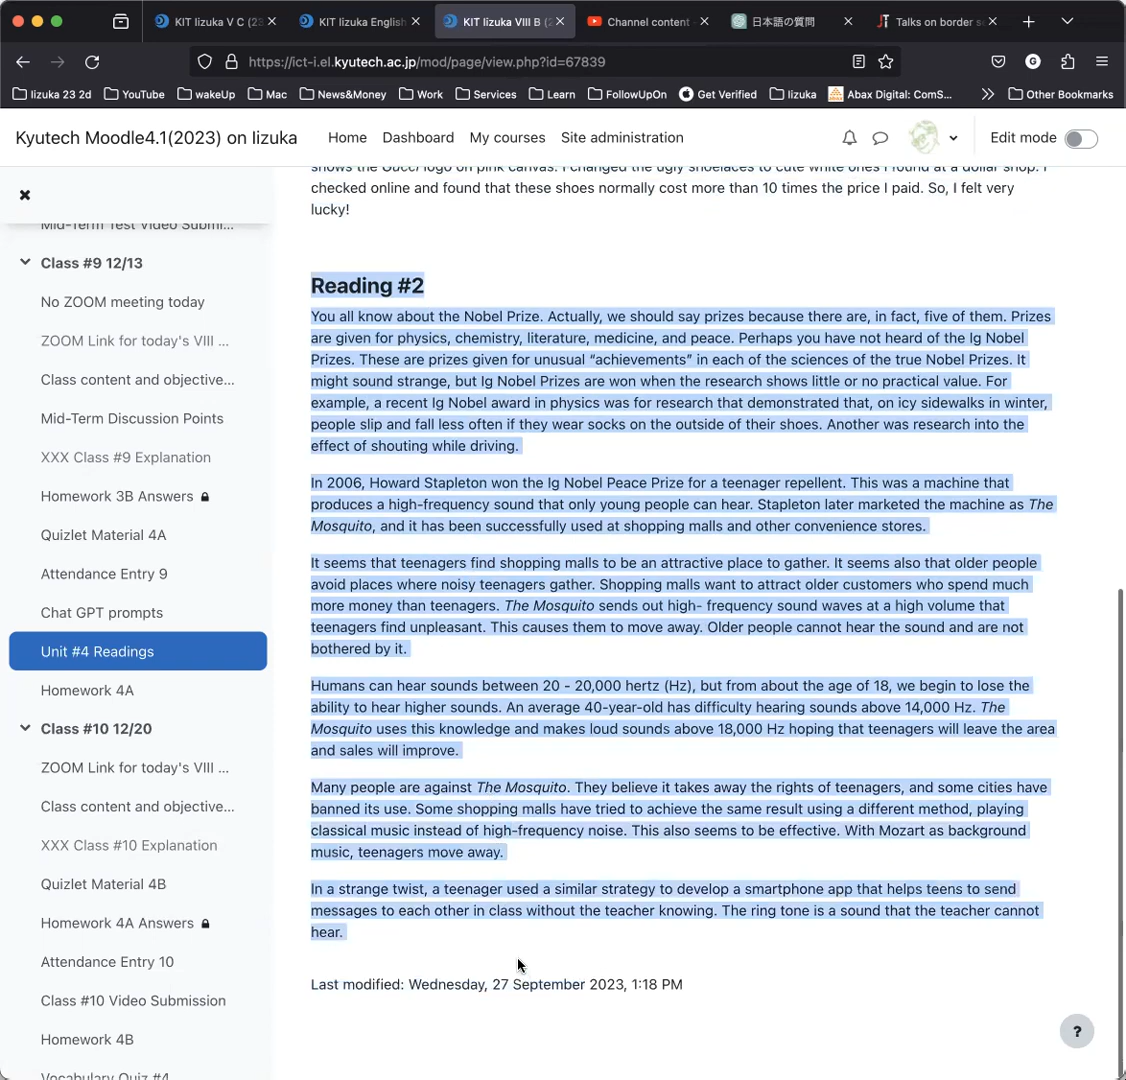 KIT Iizuka V C (23
KIT Iizuka English
KIT Iizuka VIII B (2
Channel content -
日本語の質問
Talks on border s
https://ict-i.el.kyutech.ac.jp/mod/page/view.php?id=67839
Iizuka 23 2d
YouTube
wakeUp
Mac
News&Money
Work
Services
Learn
FollowUpOn
Get Verified
Iizuka
Abax Digital: ComS...
Other Bookmarks
Kyutech Moodle4.1(2023) on Iizuka
Home
Dashboard
My courses
Site administration
Edit mode
Mid-Term Test Video Submi...
Class #9 12/13
No ZOOM meeting today
ZOOM Link for today's VIII ...
Class content and objective...
Mid-Term Discussion Points
XXX Class #9 Explanation
Homework 3B Answers
Quizlet Material 4A
Attendance Entry 9
Chat GPT prompts
Unit #4 Readings
Homework 4A
Class #10 12/20
ZOOM Link for today's VIII ...
Class content and objective...
XXX Class #10 Explanation
Quizlet Material 4B
Homework 4A Answers
Attendance Entry 10
Class #10 Video Submission
Homework 4B
Vocabulary Quiz #4
shows the Gucci logo on pink canvas. I changed the ugly shoelaces to cute white ones I found at a dollar shop. I
checked online and found that these shoes normally cost more than 10 times the price I paid. So, I felt very
lucky!
Reading #2
You all know about the Nobel Prize. Actually, we should say prizes because there are, in fact, five of them. Prizes
are given for physics, chemistry, literature, medicine, and peace. Perhaps you have not heard of the Ig Nobel
Prizes. These are prizes given for unusual “achievements” in each of the sciences of the true Nobel Prizes. It
might sound strange, but Ig Nobel Prizes are won when the research shows little or no practical value. For
example, a recent Ig Nobel award in physics was for research that demonstrated that, on icy sidewalks in winter,
people slip and fall less often if they wear socks on the outside of their shoes. Another was research into the
effect of shouting while driving.
In 2006, Howard Stapleton won the Ig Nobel Peace Prize for a teenager repellent. This was a machine that
produces a high-frequency sound that only young people can hear. Stapleton later marketed the machine as The
Mosquito, and it has been successfully used at shopping malls and other convenience stores.
It seems that teenagers find shopping malls to be an attractive place to gather. It seems also that older people
avoid places where noisy teenagers gather. Shopping malls want to attract older customers who spend much
more money than teenagers. The Mosquito sends out high- frequency sound waves at a high volume that
teenagers find unpleasant. This causes them to move away. Older people cannot hear the sound and are not
bothered by it.
Humans can hear sounds between 20 - 20,000 hertz (Hz), but from about the age of 18, we begin to lose the
ability to hear higher sounds. An average 40-year-old has difficulty hearing sounds above 14,000 Hz. The
Mosquito uses this knowledge and makes loud sounds above 18,000 Hz hoping that teenagers will leave the area
and sales will improve.
Many people are against The Mosquito. They believe it takes away the rights of teenagers, and some cities have
banned its use. Some shopping malls have tried to achieve the same result using a different method, playing
classical music instead of high-frequency noise. This also seems to be effective. With Mozart as background
music, teenagers move away.
In a strange twist, a teenager used a similar strategy to develop a smartphone app that helps teens to send
messages to each other in class without the teacher knowing. The ring tone is a sound that the teacher cannot
hear.
Last modified: Wednesday, 27 September 2023, 1:18 PM
?